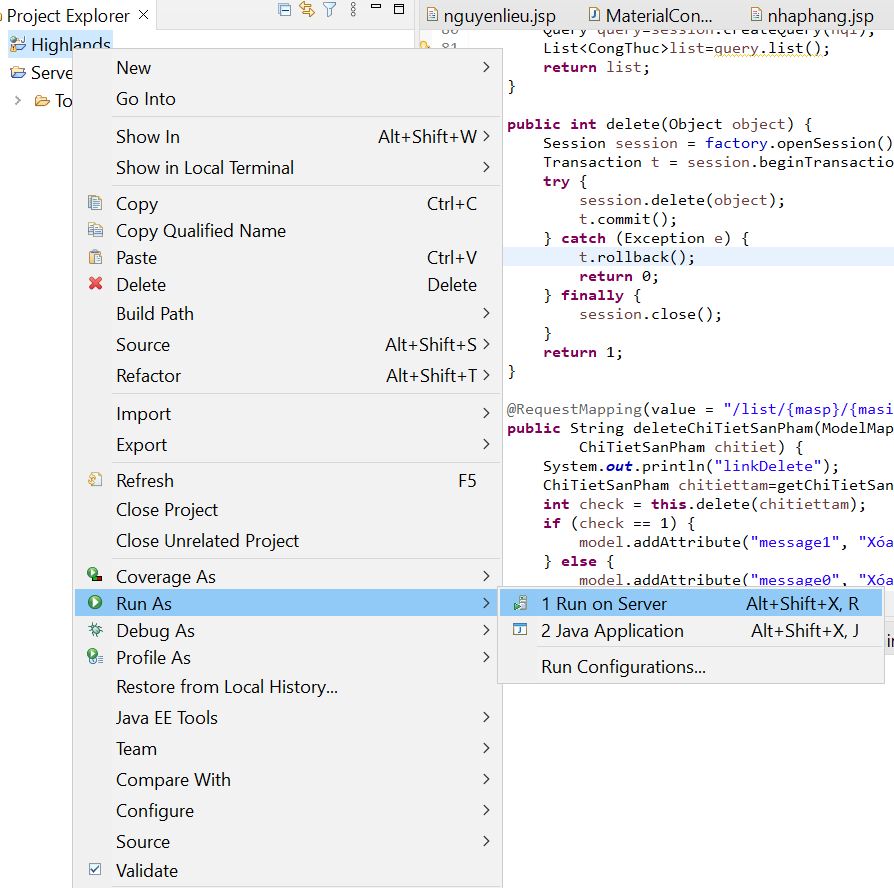 Project Explorer
nguyenlieu.jsp
MaterialCon...
nhaphang.jsp
Highlands
Serve
To
New
Go Into
Show In Alt+Shift+W
Show in Local Terminal
Copy Ctrl+C
Copy Qualified Name
Paste Ctrl+V
Delete Delete
Build Path
Source Alt+Shift+S
Refactor Alt+Shift+T
Import
Export
Refresh F5
Close Project
Close Unrelated Project
Coverage As
Run As
Debug As
Profile As
Restore from Local History...
Java EE Tools
Team
Compare With
Configure
Source
Validate
1 Run on Server Alt+Shift+X, R
2 Java Application Alt+Shift+X, J
Run Configurations...
80
81
Query query=session.createQuery(hql);
List<CongThuc>list=query.list();
return list;
}
public int delete(Object object) {
Session session = factory.openSession()
Transaction t = session.beginTransactio
try {
session.delete(object);
t.commit();
} catch (Exception e) {
t.rollback();
return 0;
} finally {
session.close();
}
return 1;
}
@RequestMapping(value = "/list/{masp}/{masi
public String deleteChiTietSanPham(ModelMap
ChiTietSanPham chitiet) {
System.out.println("linkDelete");
ChiTietSanPham chitiettam=getChiTietSan
int check = this.delete(chitiettam);
if (check == 1) {
model.addAttribute("message1", "Xóa
} else {
model.addAttribute("message0", "Xóa
in